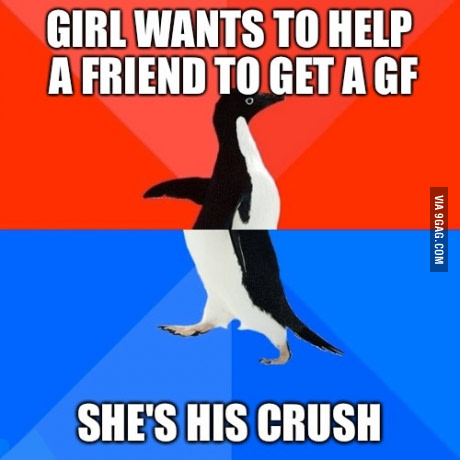 GIRL WANTS TO HELP
A FRIEND TO GET A GF
VIA 9GAG.COM
SHE'S HIS CRUSH